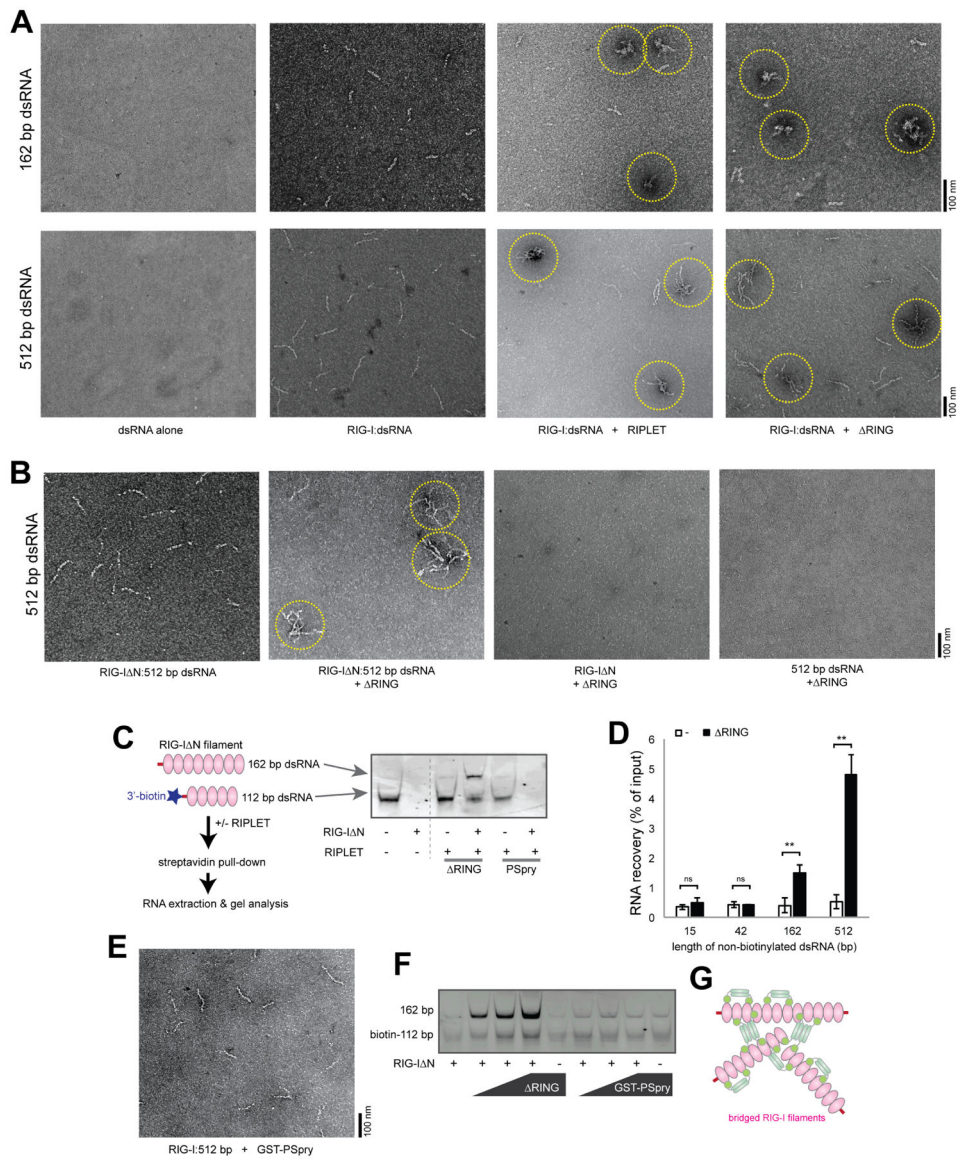 A
162 bp dsRNA
100 nm
512 bp dsRNA
100 nm
dsRNA alone
RIG-I:dsRNA
RIG-I:dsRNA + RIPLET
RIG-I:dsRNA + ΔRING
B
512 bp dsRNA
100 nm
RIG-IΔN:512 bp dsRNA
RIG-IΔN:512 bp dsRNA
+ ΔRING
RIG-IΔN
+ ΔRING
512 bp dsRNA
+ΔRING
C
RIG-IΔN filament
162 bp dsRNA
3'-biotin
112 bp dsRNA
+/- RIPLET
streptavidin pull-down
RNA extraction & gel analysis
RIG-IΔN - + - + - +
RIPLET - - + + + +
ΔRING PSpry
D
- ΔRING
RNA recovery (% of input)
6
5
4
3
2
1
0
ns
ns
**
**
15 42 162 512
length of non-biotinylated dsRNA (bp)
E
100 nm
RIG-I:512 bp + GST-PSpry
F
162 bp
biotin-112 bp
RIG-IΔN + + + + - + + + -
ΔRING GST-PSpry
G
bridged RIG-I filaments